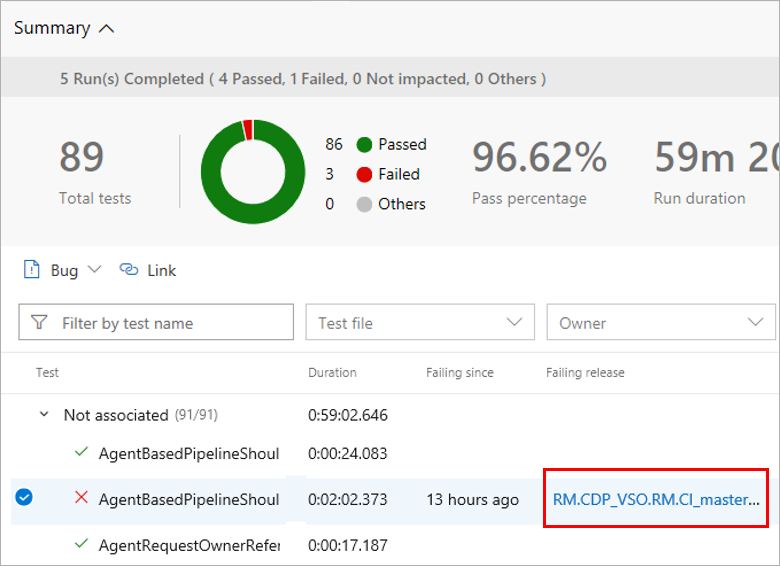 Summary
5 Run(s) Completed ( 4 Passed, 1 Failed, 0 Not impacted, 0 Others )
89
Total tests
86 Passed
3 Failed
0 Others
96.62%
Pass percentage
59m 20
Run duration
Bug Link
Filter by test name Test file Owner
Test Duration Failing since Failing release
Not associated (91/91) 0:59:02.646
AgentBasedPipelineShoul 0:00:24.083
AgentBasedPipelineShoul 0:02:02.373 13 hours ago RM.CDP_VSO.RM.CI_master...
AgentRequestOwnerRefer 0:00:17.187